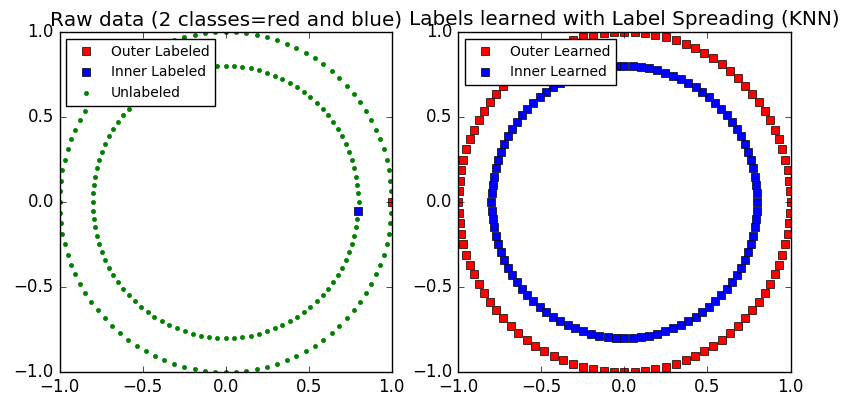 Raw data (2 classes=red and blue)
Outer Labeled
Inner Labeled
Unlabeled
1.0
0.5
0.0
−0.5
−1.0
−1.0 −0.5 0.0 0.5 1.0
Labels learned with Label Spreading (KNN)
Outer Learned
Inner Learned
1.0
0.5
0.0
−0.5
−1.0
−1.0 −0.5 0.0 0.5 1.0